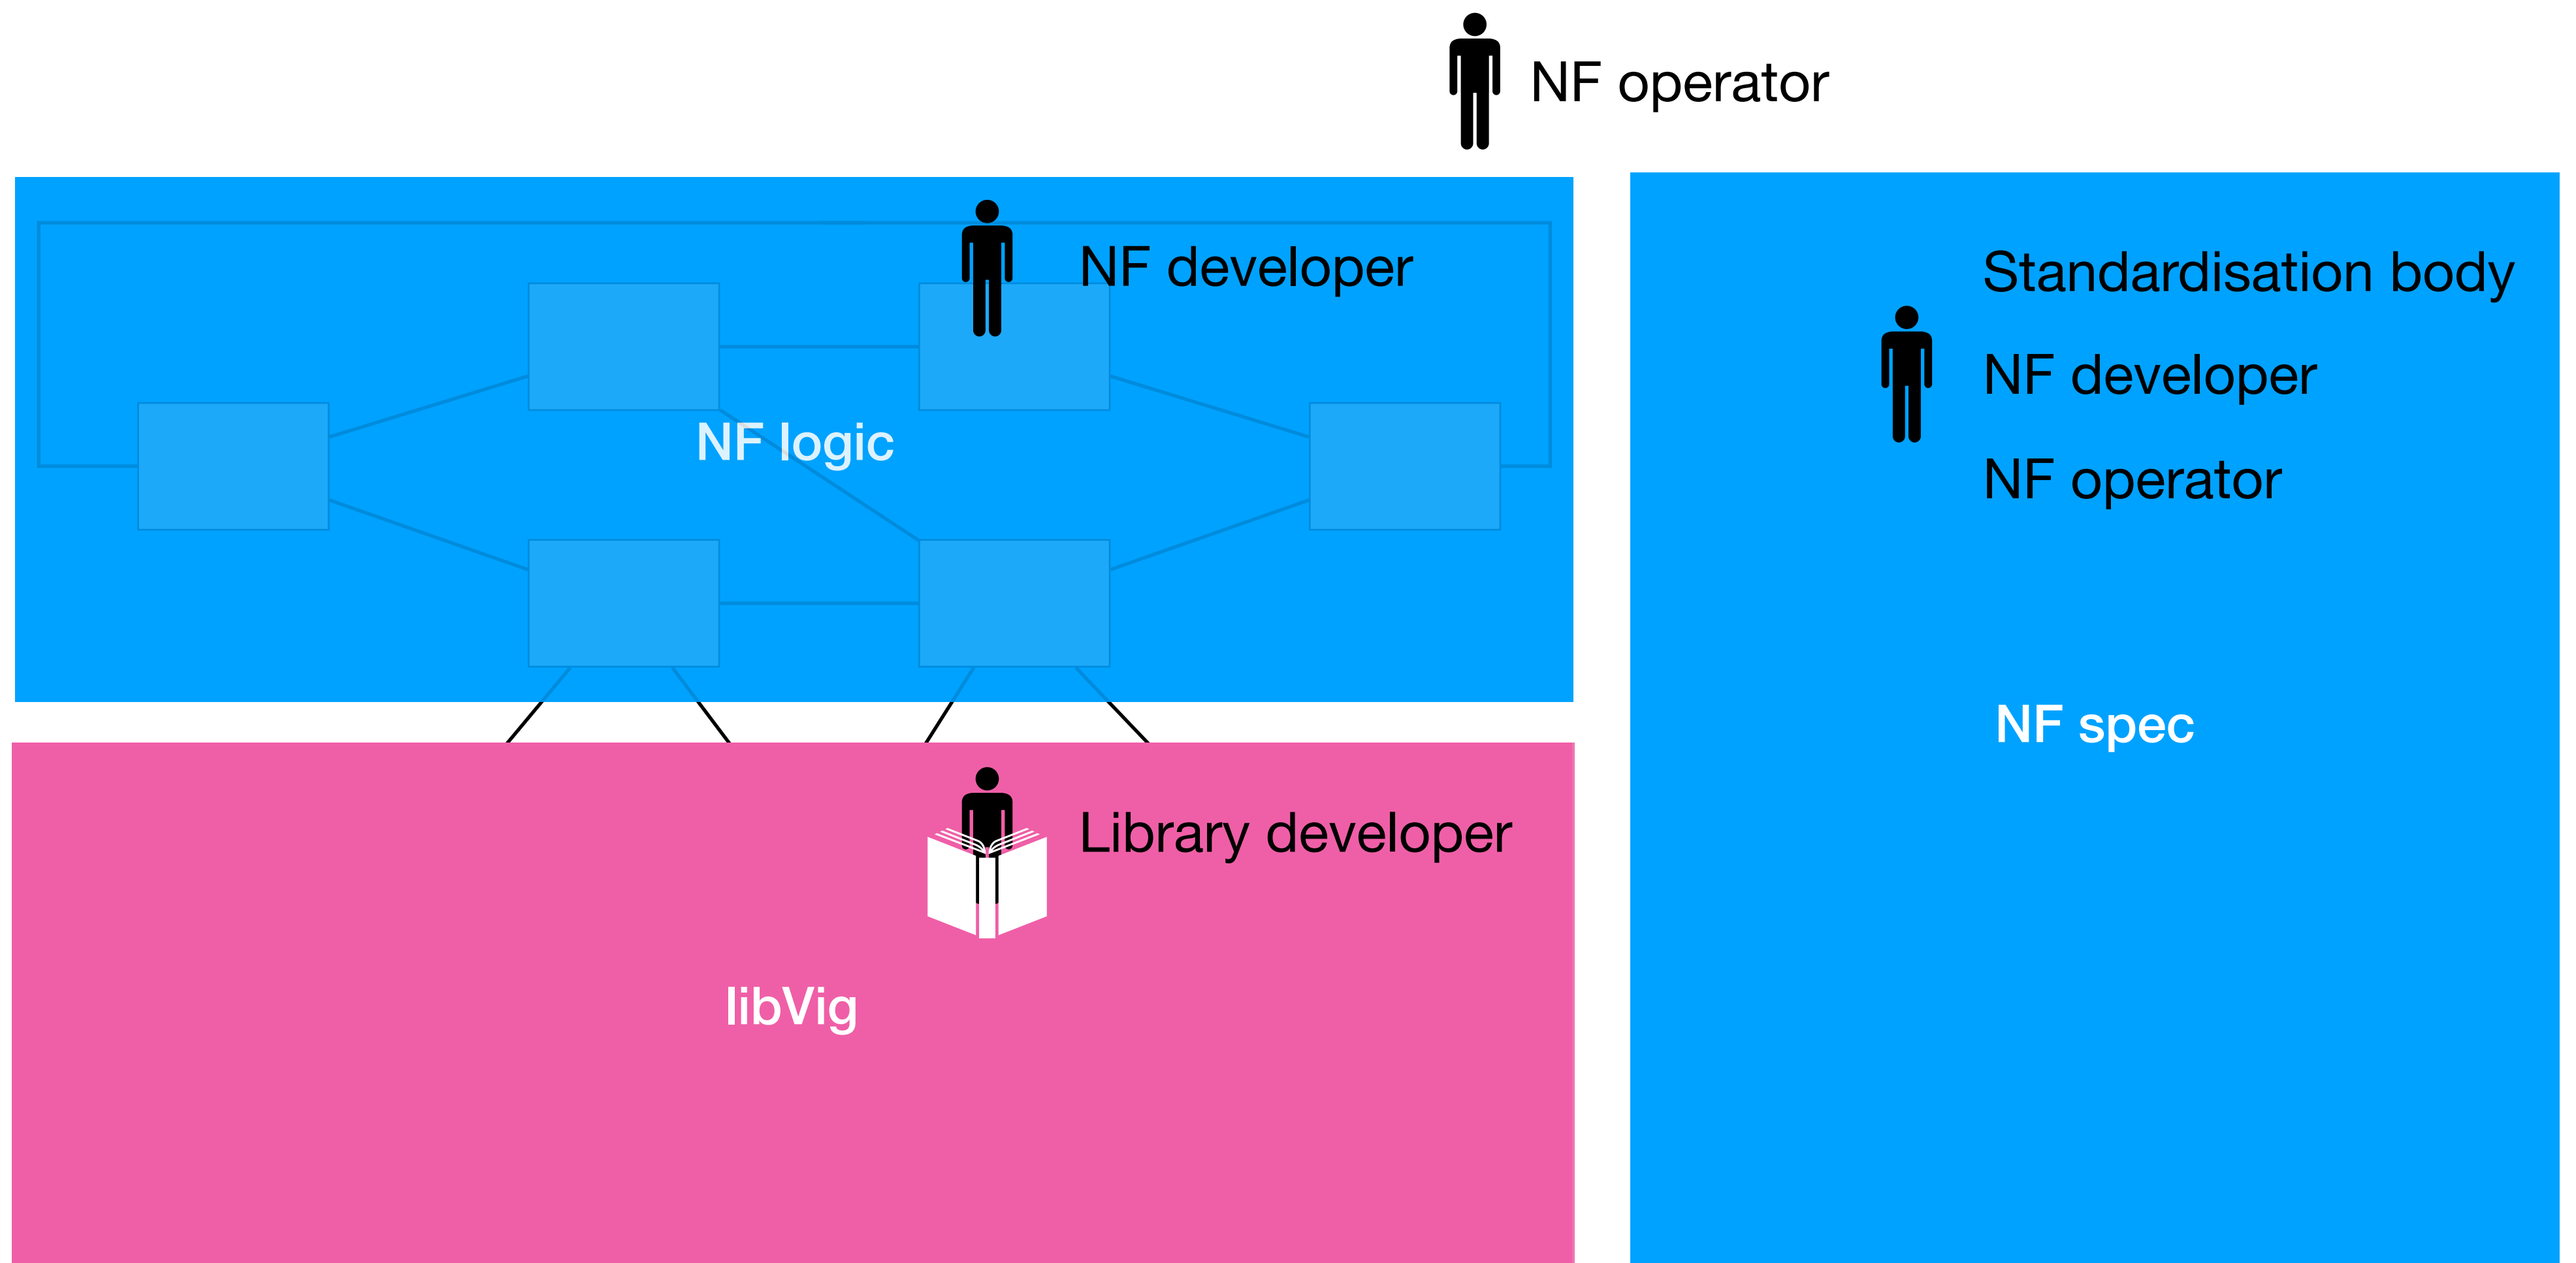 NF operator
NF developer
NF logic
Library developer
libVig
Standardisation body
NF developer
NF operator
NF spec